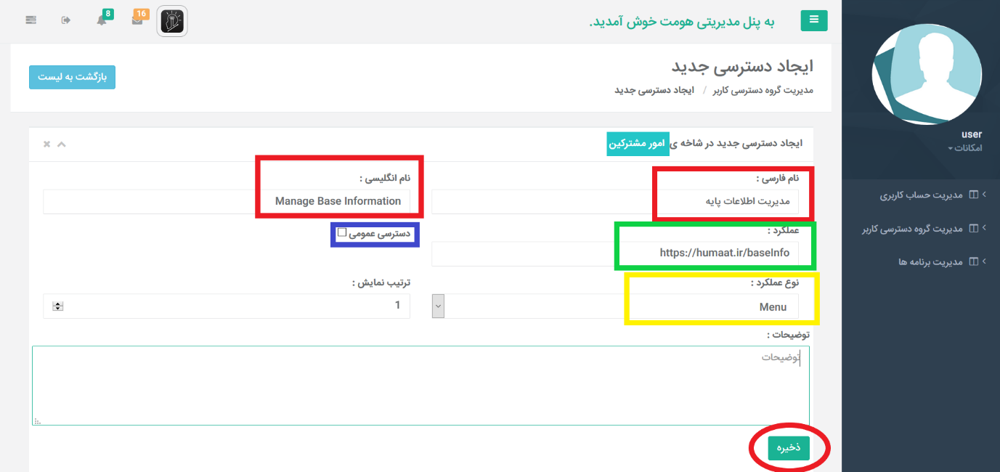 به پنل مدیریتی هومت خوش آمدید.
16
8
user
امکانات
مدیریت حساب کاربری
مدیریت گروه دسترسی کاربر
مدیریت برنامه ها
ایجاد دسترسی جدید
مدیریت گروه دسترسی کاربر / ایجاد دسترسی جدید
بازگشت به لیست
ایجاد دسترسی جدید در شاخه ی امور مشترکین
نام فارسی :
مدیریت اطلاعات پایه
نام انگلیسی :
Manage Base Information
عملکرد :
https://humaat.ir/baseInfo
دسترسی عمومی
نوع عملکرد :
Menu
ترتیب نمایش :
1
توضیحات :
توضیحات
ذخیره